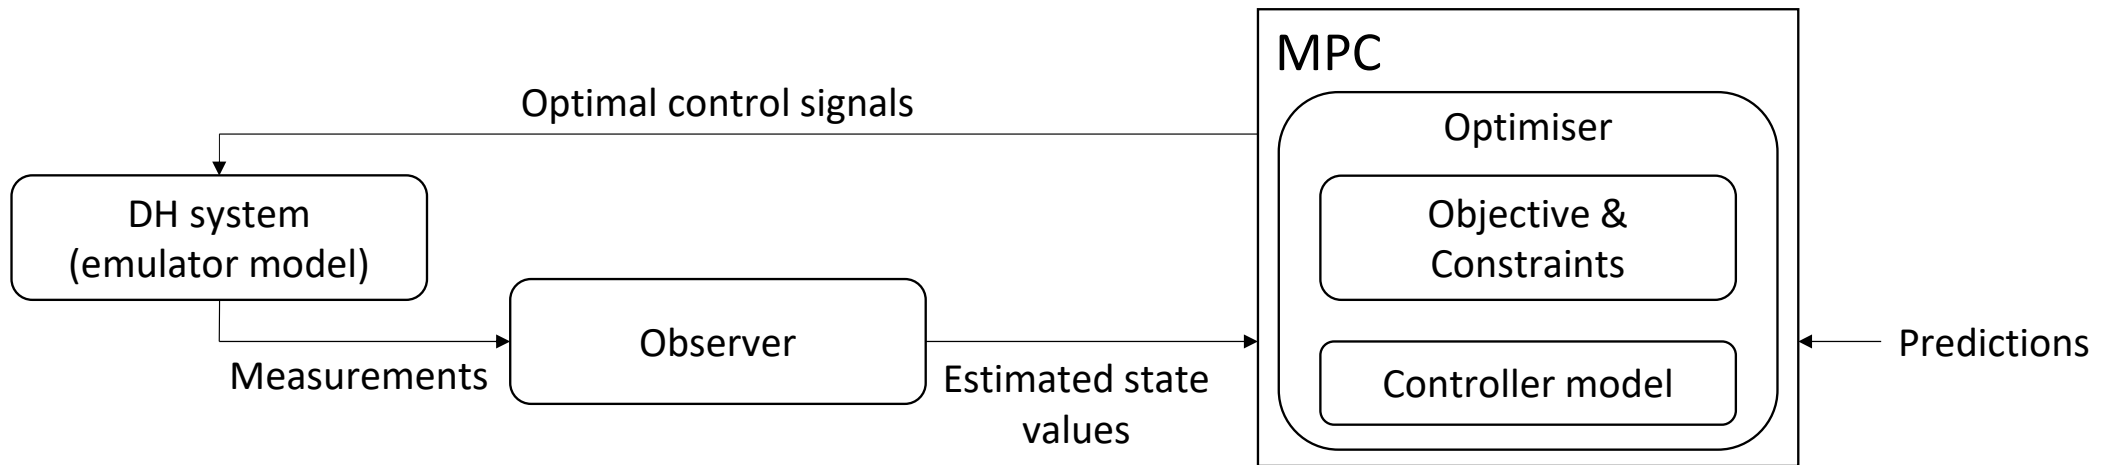 MPC
Optimal control signals
Optimiser
DH system
(emulator model)
Objective &
Constraints
Observer
Predictions
Measurements
Estimated state
values
Controller model